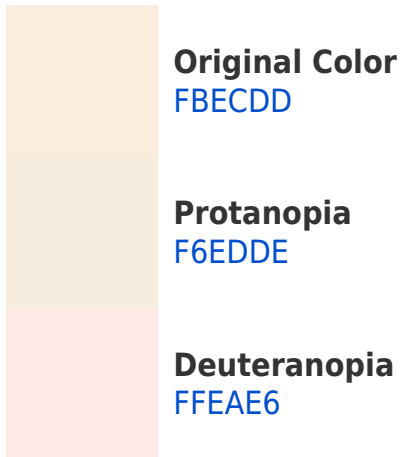 Original Color
FBECDD
Protanopia
F6EDDE
Deuteranopia
FFEAE6